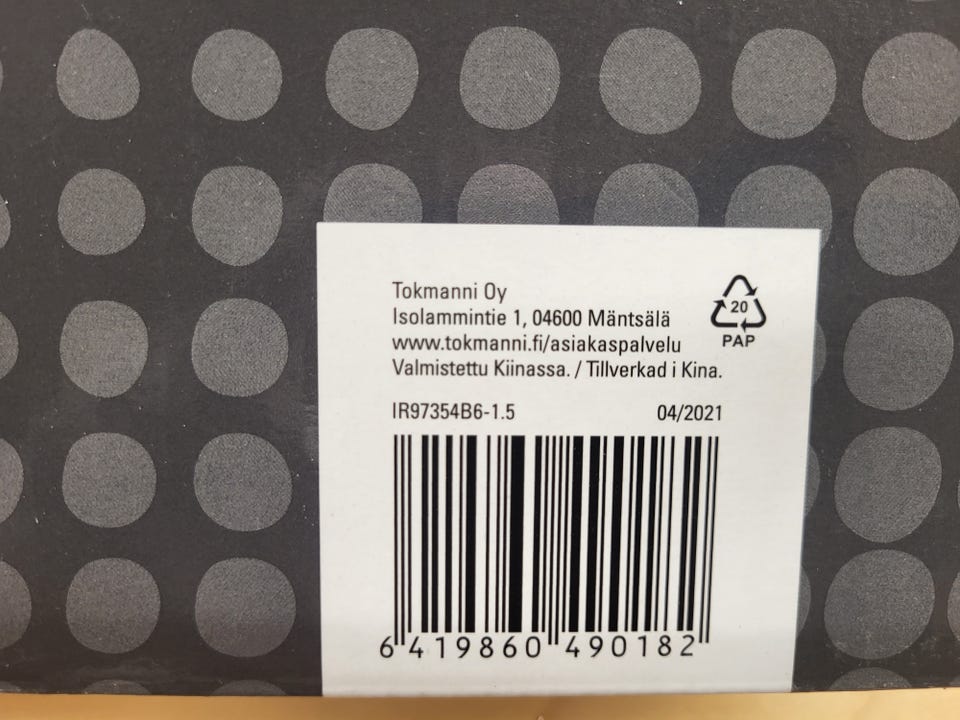 Tokmanni Oy
Isolammintie 1, 04600 Mäntsälä
www.tokmanni.fi/asiakaspalvelu
Valmistettu Kiinassa. / Tillverkad i Kina.
20
PAP
IR97354B6-1.5 04/2021
6 419860 490182